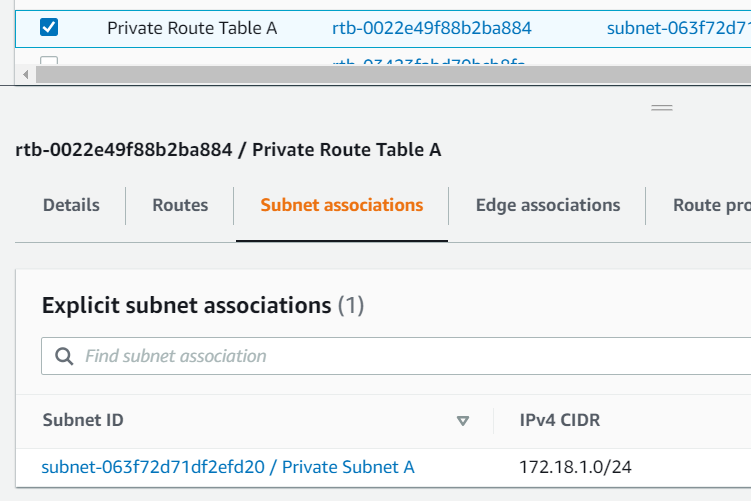 Private Route Table A rtb-0022e49f88b2ba884 subnet-063f72d71
rtb-0022e49f88b2ba884 / Private Route Table A
Details Routes Subnet associations Edge associations Route pro
Explicit subnet associations (1)
Find subnet association
Subnet ID IPv4 CIDR
subnet-063f72d71df2efd20 / Private Subnet A 172.18.1.0/24